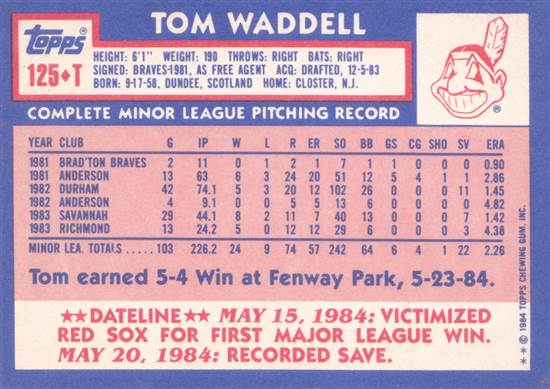 TOM WADDELL
Topps
125♦T
HEIGHT: 6'1" WEIGHT: 190 THROWS: RIGHT BATS: RIGHT
SIGNED: BRAVES-1981, AS FREE AGENT ACQ: DRAFTED, 12-5-83
BORN: 9-17-58, DUNDEE, SCOTLAND HOME: CLOSTER, N.J.
®
COMPLETE MINOR LEAGUE PITCHING RECORD
YEAR CLUB G IP W L R ER SO BB GS CG SHO SV ERA
1981 BRAD'TON BRAVES 2 11 0 1 2 1 7 1 1 0 0 0 0.90
1981 ANDERSON 13 63 6 3 24 20 51 12 5 4 1 1 2.86
1982 DURHAM 42 74.1 5 3 20 12 102 26 0 0 0 11 1.45
1982 ANDERSON 4 9.1 0 0 5 5 8 4 0 0 0 2 4.82
1983 SAVANNAH 29 44.1 8 2 9 7 52 13 0 0 0 7 1.42
1983 RICHMOND 13 24.2 5 0 14 12 22 8 0 0 0 3 4.38
MINOR LEA. TOTALS 103 226.2 24 9 74 57 242 64 6 4 1 22 2.26
Tom earned 5-4 Win at Fenway Park, 5-23-84.
★★DATELINE★★ MAY 15, 1984: VICTIMIZED
RED SOX FOR FIRST MAJOR LEAGUE WIN.
MAY 20, 1984: RECORDED SAVE.
★★ © 1984 TOPPS CHEWING GUM, INC.